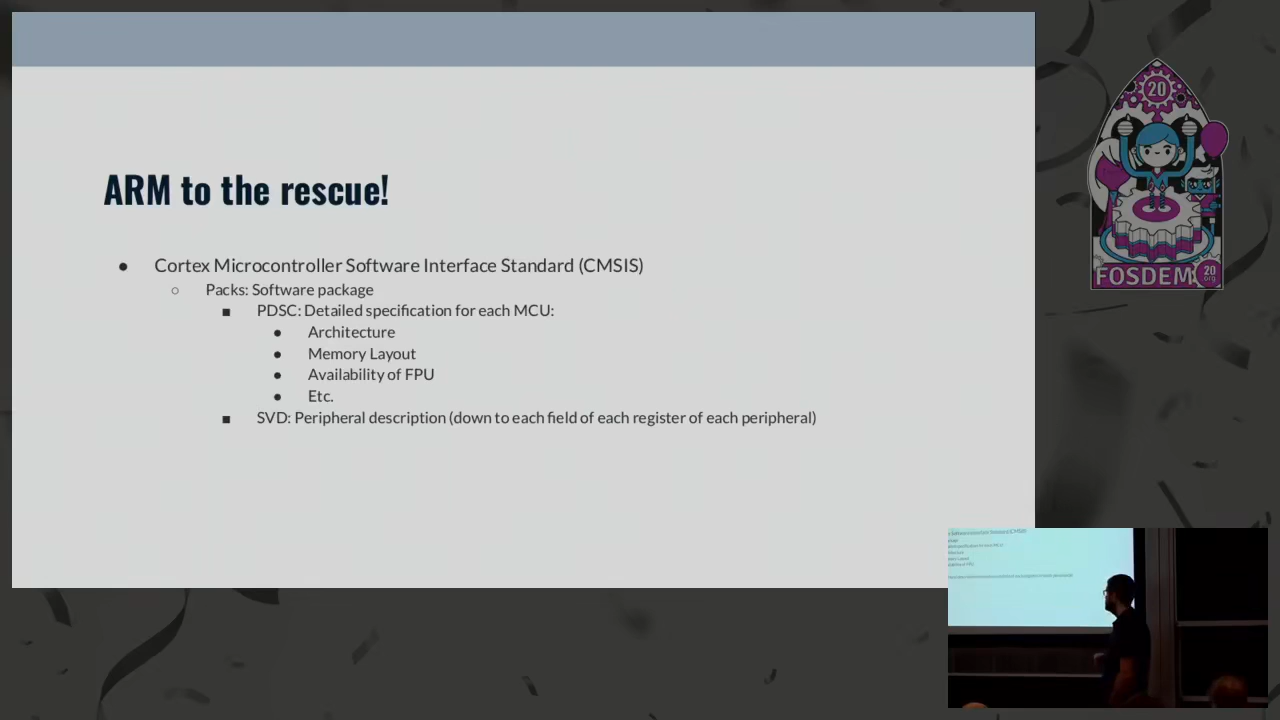 ARM to the rescue!
● Cortex Microcontroller Software Interface Standard (CMSIS)
○ Packs: Software package
■ PDSC: Detailed specification for each MCU:
● Architecture
● Memory Layout
● Availability of FPU
● Etc.
■ SVD: Peripheral description (down to each field of each register of each peripheral)
20
FOSDEM
20
.org